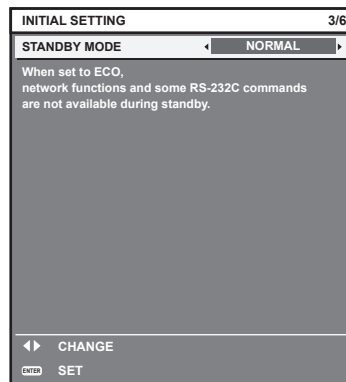 INITIAL SETTING 3/6
STANDBY MODE NORMAL
When set to ECO,
network functions and some RS-232C commands
are not available during standby.
CHANGE
ENTER SET